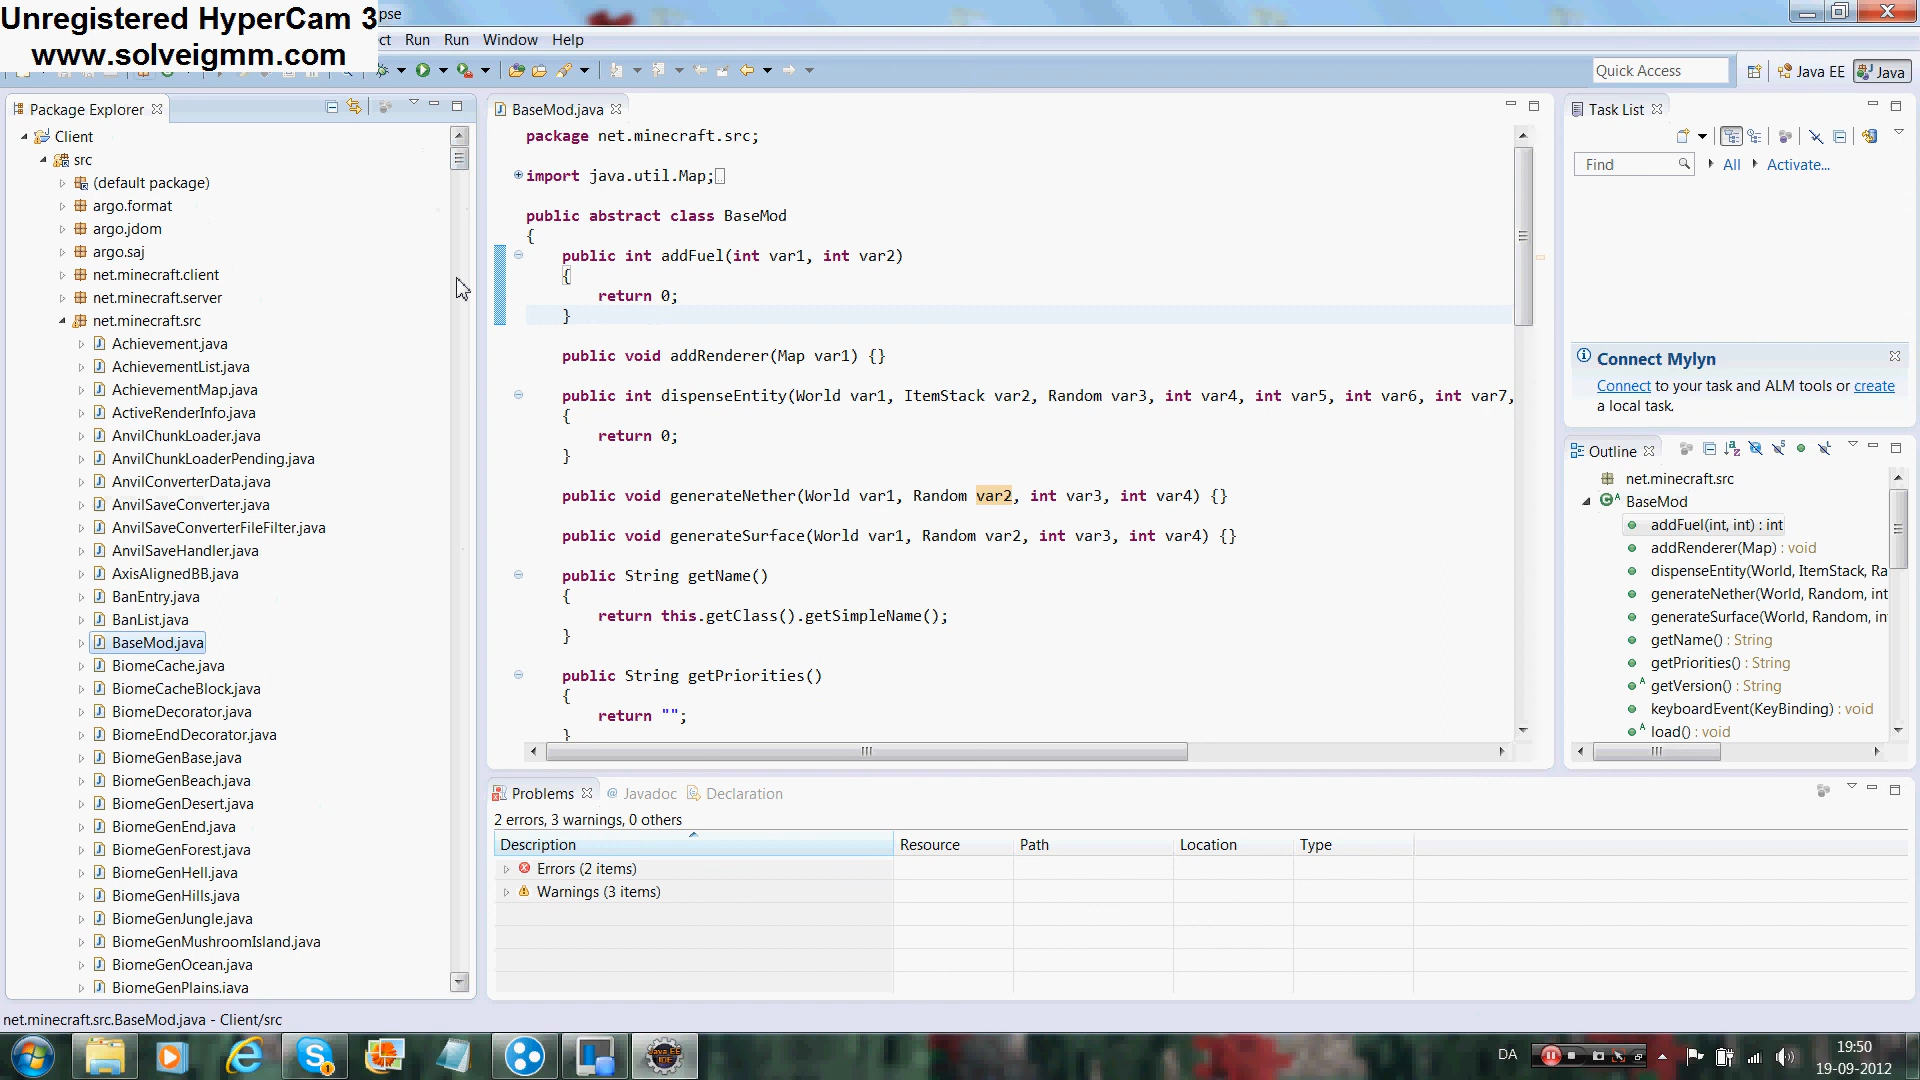 Unregistered HyperCam 3
www.solveigmm.com
pse
ct Run Run Window Help
Quick Access
Java EE
Java
Package Explorer
Client
src
(default package)
argo.format
argo.jdom
argo.saj
net.minecraft.client
net.minecraft.server
net.minecraft.src
Achievement.java
AchievementList.java
AchievementMap.java
ActiveRenderInfo.java
AnvilChunkLoader.java
AnvilChunkLoaderPending.java
AnvilConverterData.java
AnvilSaveConverter.java
AnvilSaveConverterFileFilter.java
AnvilSaveHandler.java
AxisAlignedBB.java
BanEntry.java
BanList.java
BaseMod.java
BiomeCache.java
BiomeCacheBlock.java
BiomeDecorator.java
BiomeEndDecorator.java
BiomeGenBase.java
BiomeGenBeach.java
BiomeGenDesert.java
BiomeGenEnd.java
BiomeGenForest.java
BiomeGenHell.java
BiomeGenHills.java
BiomeGenJungle.java
BiomeGenMushroomIsland.java
BiomeGenOcean.java
BiomeGenPlains.java
BaseMod.java
package net.minecraft.src;
import java.util.Map;
public abstract class BaseMod
{
public int addFuel(int var1, int var2)
{
return 0;
}
public void addRenderer(Map var1) {}
public int dispenseEntity(World var1, ItemStack var2, Random var3, int var4, int var5, int var6, int var7,
{
return 0;
}
public void generateNether(World var1, Random var2, int var3, int var4) {}
public void generateSurface(World var1, Random var2, int var3, int var4) {}
public String getName()
{
return this.getClass().getSimpleName();
}
public String getPriorities()
{
return "";
}
Task List
Find
All
Activate...
Connect Mylyn
Connect to your task and ALM tools or create
a local task.
Outline
net.minecraft.src
BaseMod
addFuel(int, int) : int
addRenderer(Map) : void
dispenseEntity(World, ItemStack, Ra
generateNether(World, Random, int
generateSurface(World, Random, in
getName() : String
getPriorities() : String
getVersion() : String
keyboardEvent(KeyBinding) : void
load() : void
Problems
Javadoc
Declaration
2 errors, 3 warnings, 0 others
Description Resource Path Location Type
Errors (2 items)
Warnings (3 items)
net.minecraft.src.BaseMod.java - Client/src
Java EE
IDE
DA
19:50
19-09-2012